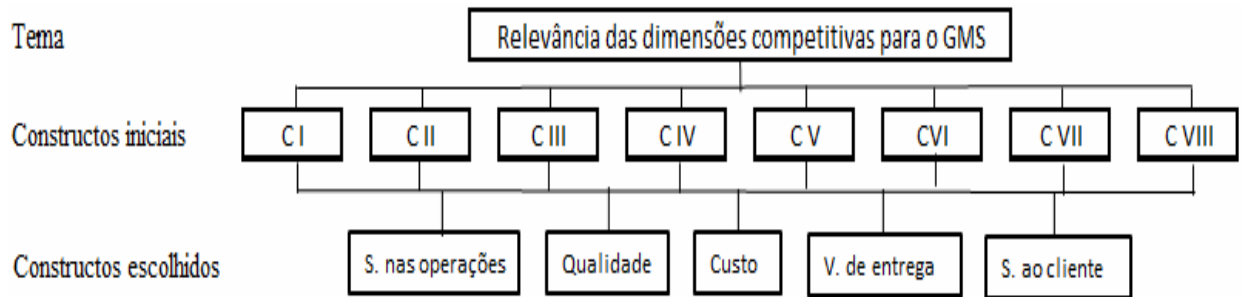 Tema
Relevância das dimensões competitivas para o GMS
Constructos iniciais
C I
C II
C III
C IV
C V
CVI
C VII
C VIII
Constructos escolhidos
S. nas operações
Qualidade
Custo
V. de entrega
S. ao cliente